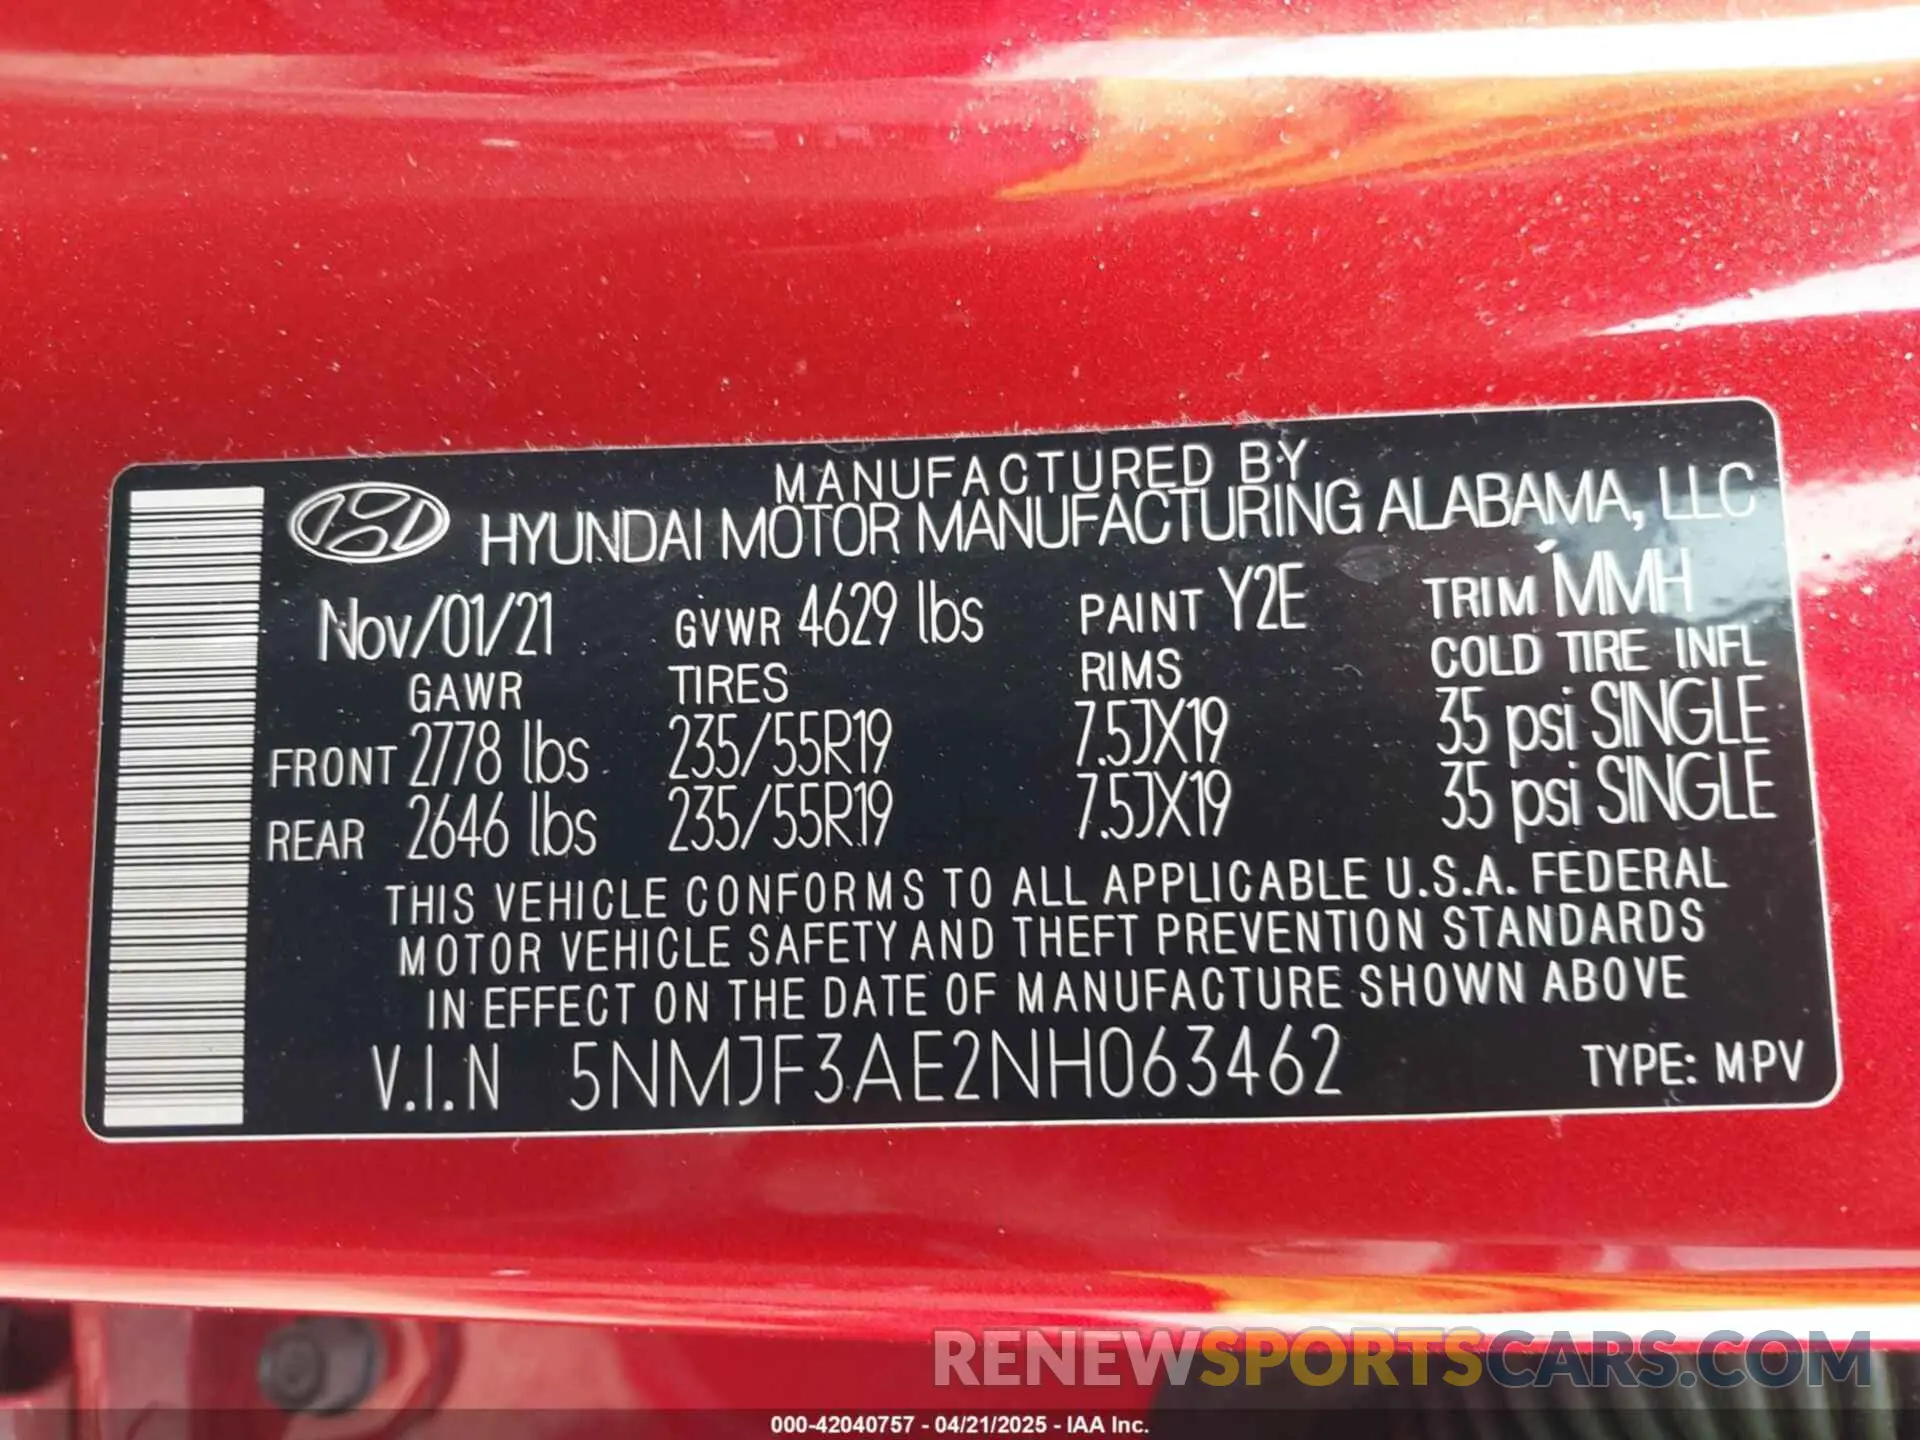 MANUFACTURED BY
HYUNDAI MOTOR MANUFACTURING ALABAMA, LLC
Nov/01/21 GVWR 4629 lbs PAINT Y2E TRIM MMH
GAWR TIRES RIMS COLD TIRE INFL
FRONT 2778 lbs 235/55R19 7.5JX19 35 psi SINGLE
REAR 2646 lbs 235/55R19 7.5JX19 35 psi SINGLE
THIS VEHICLE CONFORMS TO ALL APPLICABLE U.S.A. FEDERAL
MOTOR VEHICLE SAFETY AND THEFT PREVENTION STANDARDS
IN EFFECT ON THE DATE OF MANUFACTURE SHOWN ABOVE
V.I.N 5NMJF3AE2NH063462 TYPE: MPV
RENEWSPORTSCARS.COM
000-42040757 - 04/21/2025 - IAA Inc.